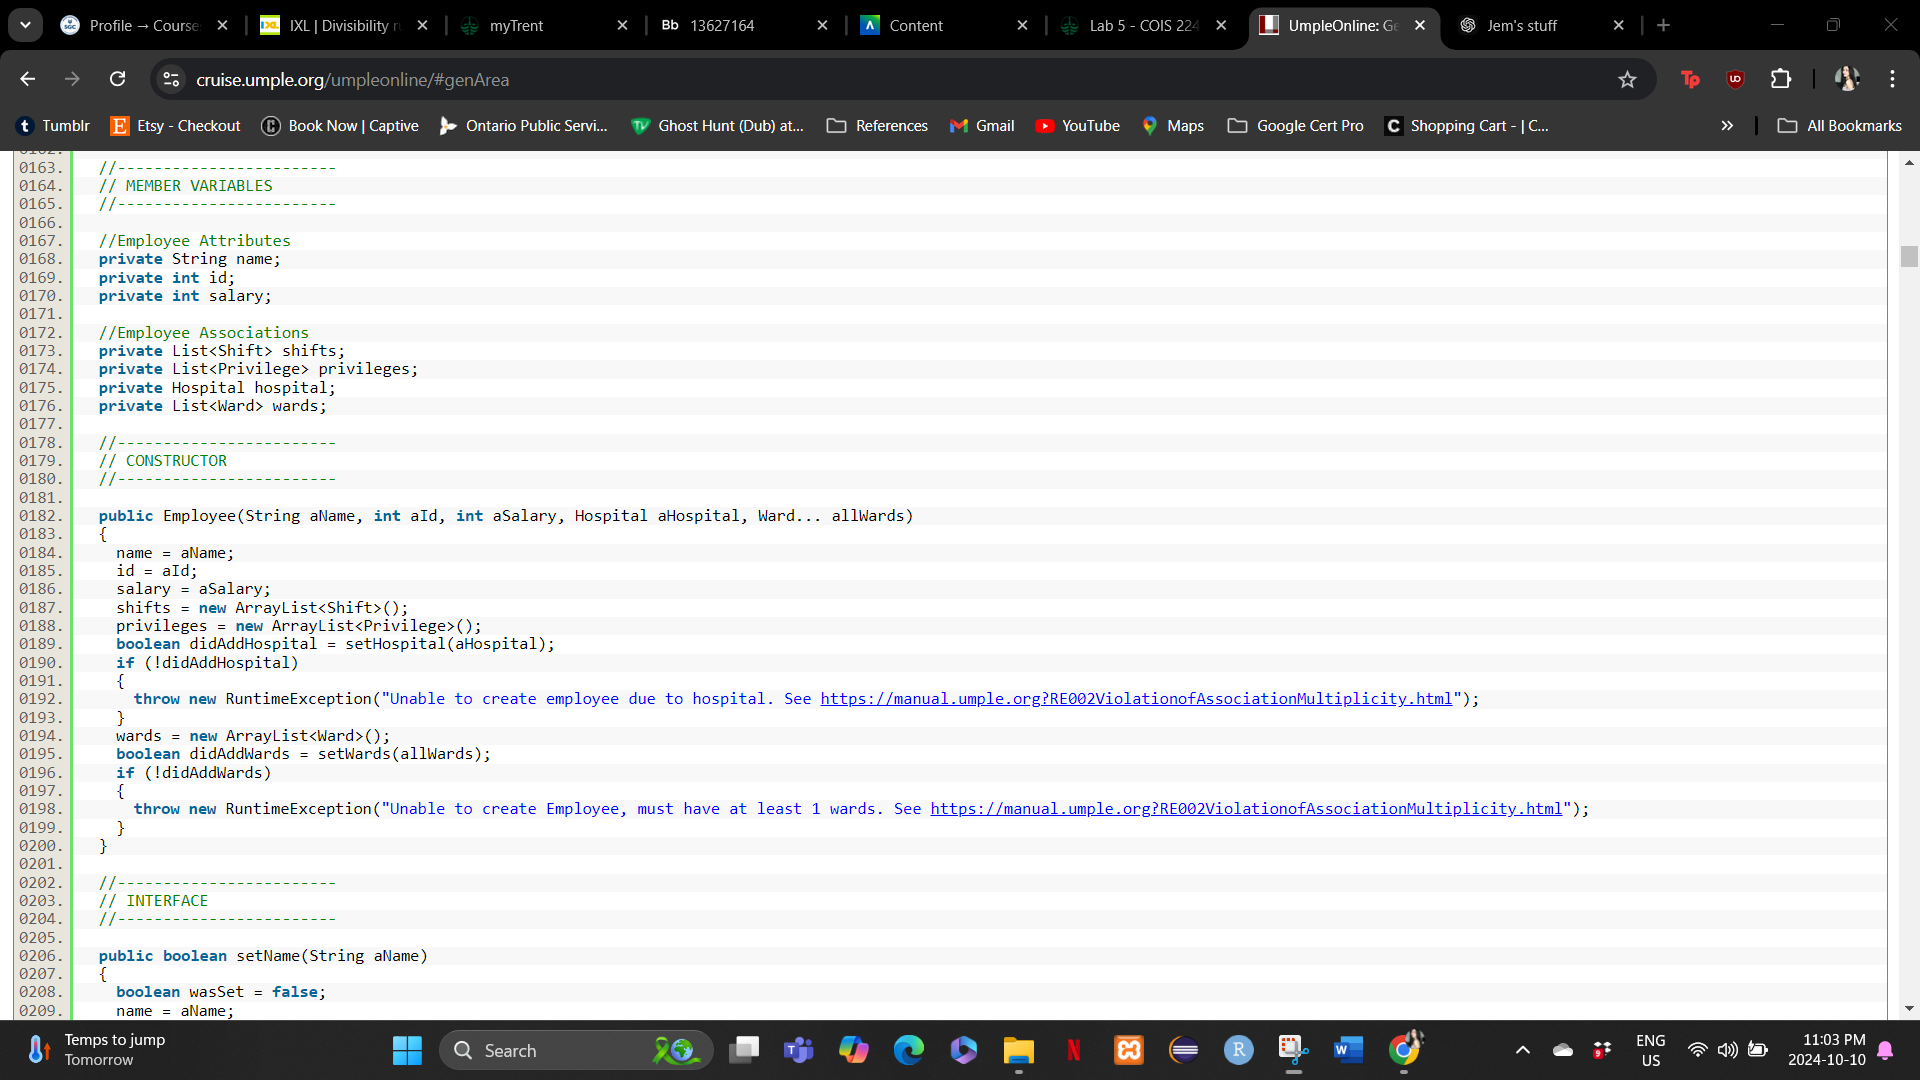 Profile → Course
IXL | Divisibility ru
myTrent
Bb 13627164
Content
Lab 5 - COIS 224
UmpleOnline: Ge
Jem's stuff
cruise.umple.org/umpleonline/#genArea
Tumblr
Etsy - Checkout
Book Now | Captive
Ontario Public Servi...
Ghost Hunt (Dub) at...
References
Gmail
YouTube
Maps
Google Cert Pro
Shopping Cart - | C...
All Bookmarks
0162.
0163. //------------------------
0164. // MEMBER VARIABLES
0165. //------------------------
0166.
0167. //Employee Attributes
0168. private String name;
0169. private int id;
0170. private int salary;
0171.
0172. //Employee Associations
0173. private List<Shift> shifts;
0174. private List<Privilege> privileges;
0175. private Hospital hospital;
0176. private List<Ward> wards;
0177.
0178. //------------------------
0179. // CONSTRUCTOR
0180. //------------------------
0181.
0182. public Employee(String aName, int aId, int aSalary, Hospital aHospital, Ward... allWards)
0183. {
0184. name = aName;
0185. id = aId;
0186. salary = aSalary;
0187. shifts = new ArrayList<Shift>();
0188. privileges = new ArrayList<Privilege>();
0189. boolean didAddHospital = setHospital(aHospital);
0190. if (!didAddHospital)
0191. {
0192. throw new RuntimeException("Unable to create employee due to hospital. See https://manual.umple.org?RE002ViolationofAssociationMultiplicity.html");
0193. }
0194. wards = new ArrayList<Ward>();
0195. boolean didAddWards = setWards(allWards);
0196. if (!didAddWards)
0197. {
0198. throw new RuntimeException("Unable to create Employee, must have at least 1 wards. See https://manual.umple.org?RE002ViolationofAssociationMultiplicity.html");
0199. }
0200. }
0201.
0202. //------------------------
0203. // INTERFACE
0204. //------------------------
0205.
0206. public boolean setName(String aName)
0207. {
0208. boolean wasSet = false;
0209. name = aName;
Temps to jump
Tomorrow
Search
ENG
US
11:03 PM
2024-10-10